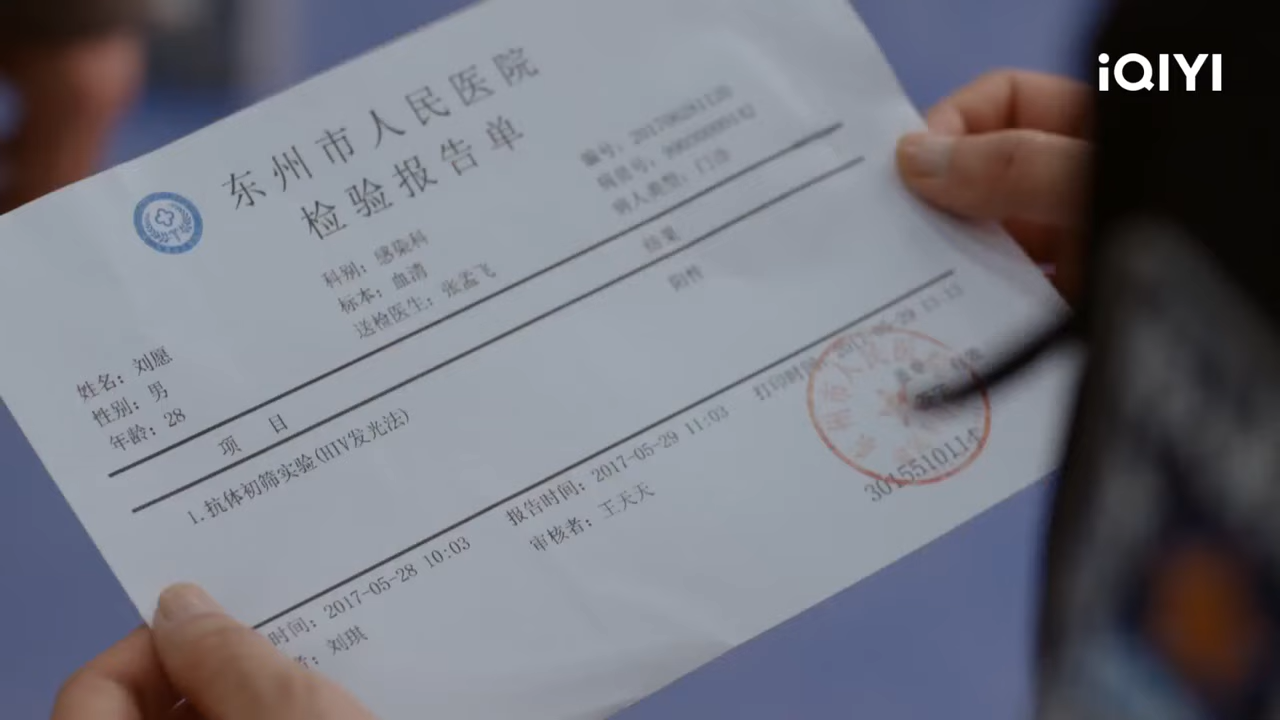 iQIYI
东州市人民医院
检验报告单
科别：感染科
标本：血清
送检医生：张孟飞
姓名：刘愿
性别：男
年龄：28
项 目
结果
1.抗体初筛实验(HIV发光法)
阳性
时间：2017-05-28 10:03
报告时间：2017-05-29 11:03
打印时间
刘琪
审核者：王天天
3015510114